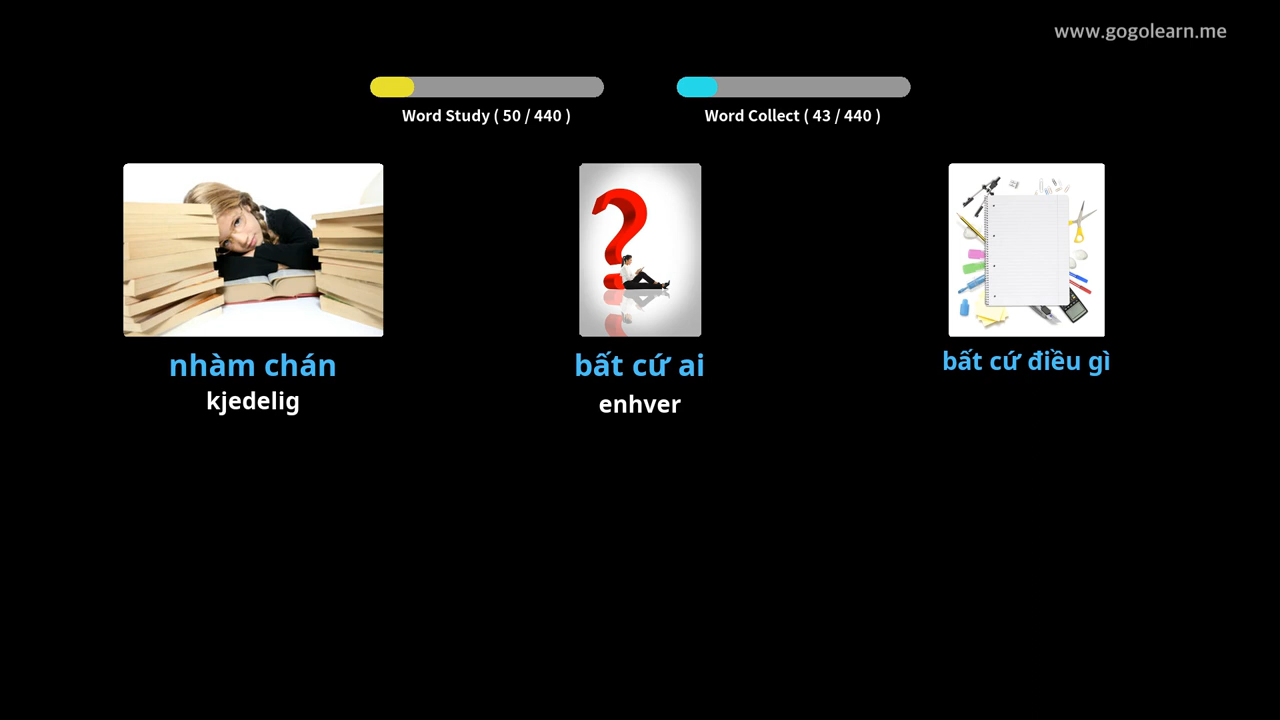 www.gogolearn.me
Word Study ( 50 / 440 )
Word Collect ( 43 / 440 )
nhàm chán
kjedelig
bất cứ ai
enhver
bất cứ điều gì